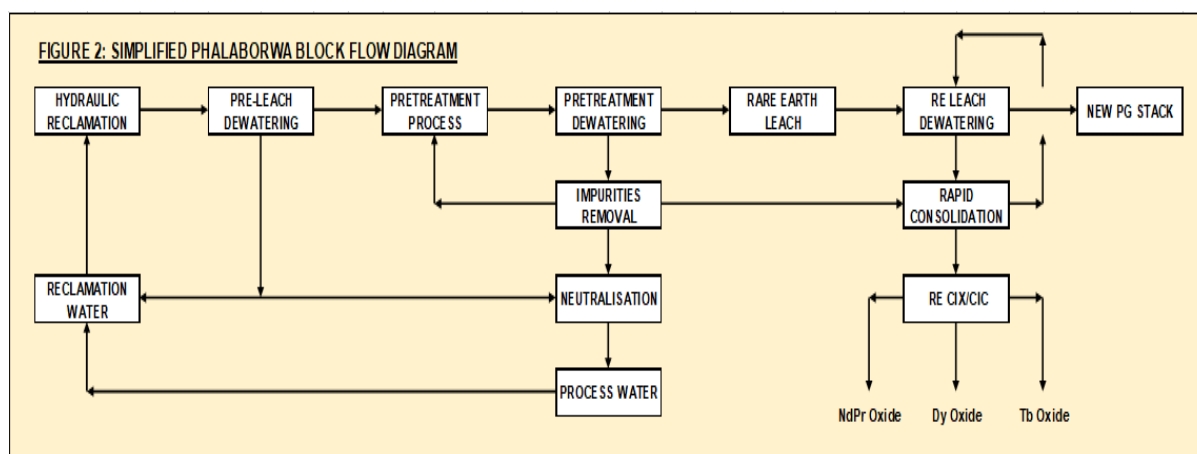 FIGURE 2: SIMPLIFIED PHALABORWA BLOCK FLOW DIAGRAM
HYDRAULIC
RECLAMATION
PRE-LEACH
DEWATERING
PRETREATMENT
PROCESS
PRETREATMENT
DEWATERING
RARE EARTH
LEACH
RE LEACH
DEWATERING
NEW PG STACK
IMPURITIES
REMOVAL
RAPID
CONSOLIDATION
RECLAMATION
WATER
NEUTRALISATION
RE CIX/CIC
PROCESS WATER
NdPr Oxide
Dy Oxide
Tb Oxide